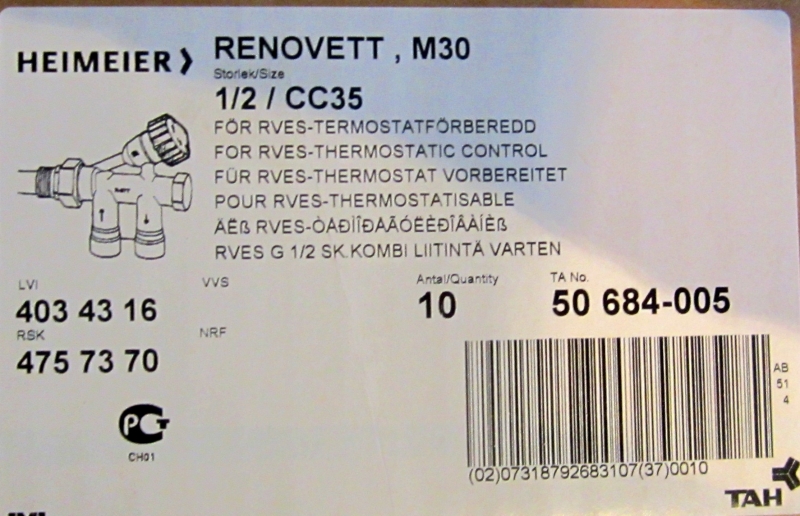 HEIMEIER
RENOVETT , M30
Storlek/Size
1/2 / CC35
FÖR RVES-TERMOSTATFÖRBEREDD
FOR RVES-THERMOSTATIC CONTROL
FÜR RVES-THERMOSTAT VORBEREITET
POUR RVES-THERMOSTATISABLE
ÄËß RVES-ÒÀÐÌÎÐÀÃÓËÈÐÎÂÀÍÈß
RVES G 1/2 SK.KOMBI LIITINTÄ VARTEN
LVI
403 43 16
VVS
Antal/Quantity
10
TA No.
50 684-005
RSK
475 73 70
NRF
PCT
CH01
AB
51
4
(02)07318792683107(37)0010
TAH